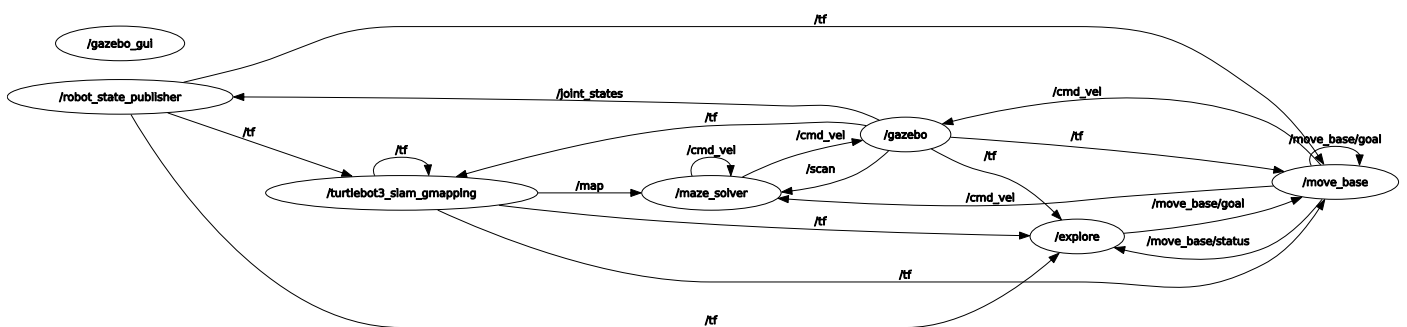 /tf
/gazebo_gui
/robot_state_publisher
/joint_states
/cmd_vel
/tf
/tf
/cmd_vel
/gazebo
/tf
/move_base/goal
/tf
/cmd_vel
/scan
/tf
/turtlebot3_slam_gmapping
/map
/maze_solver
/move_base
/cmd_vel
/move_base/goal
/tf
/explore
/move_base/status
/tf
/tf